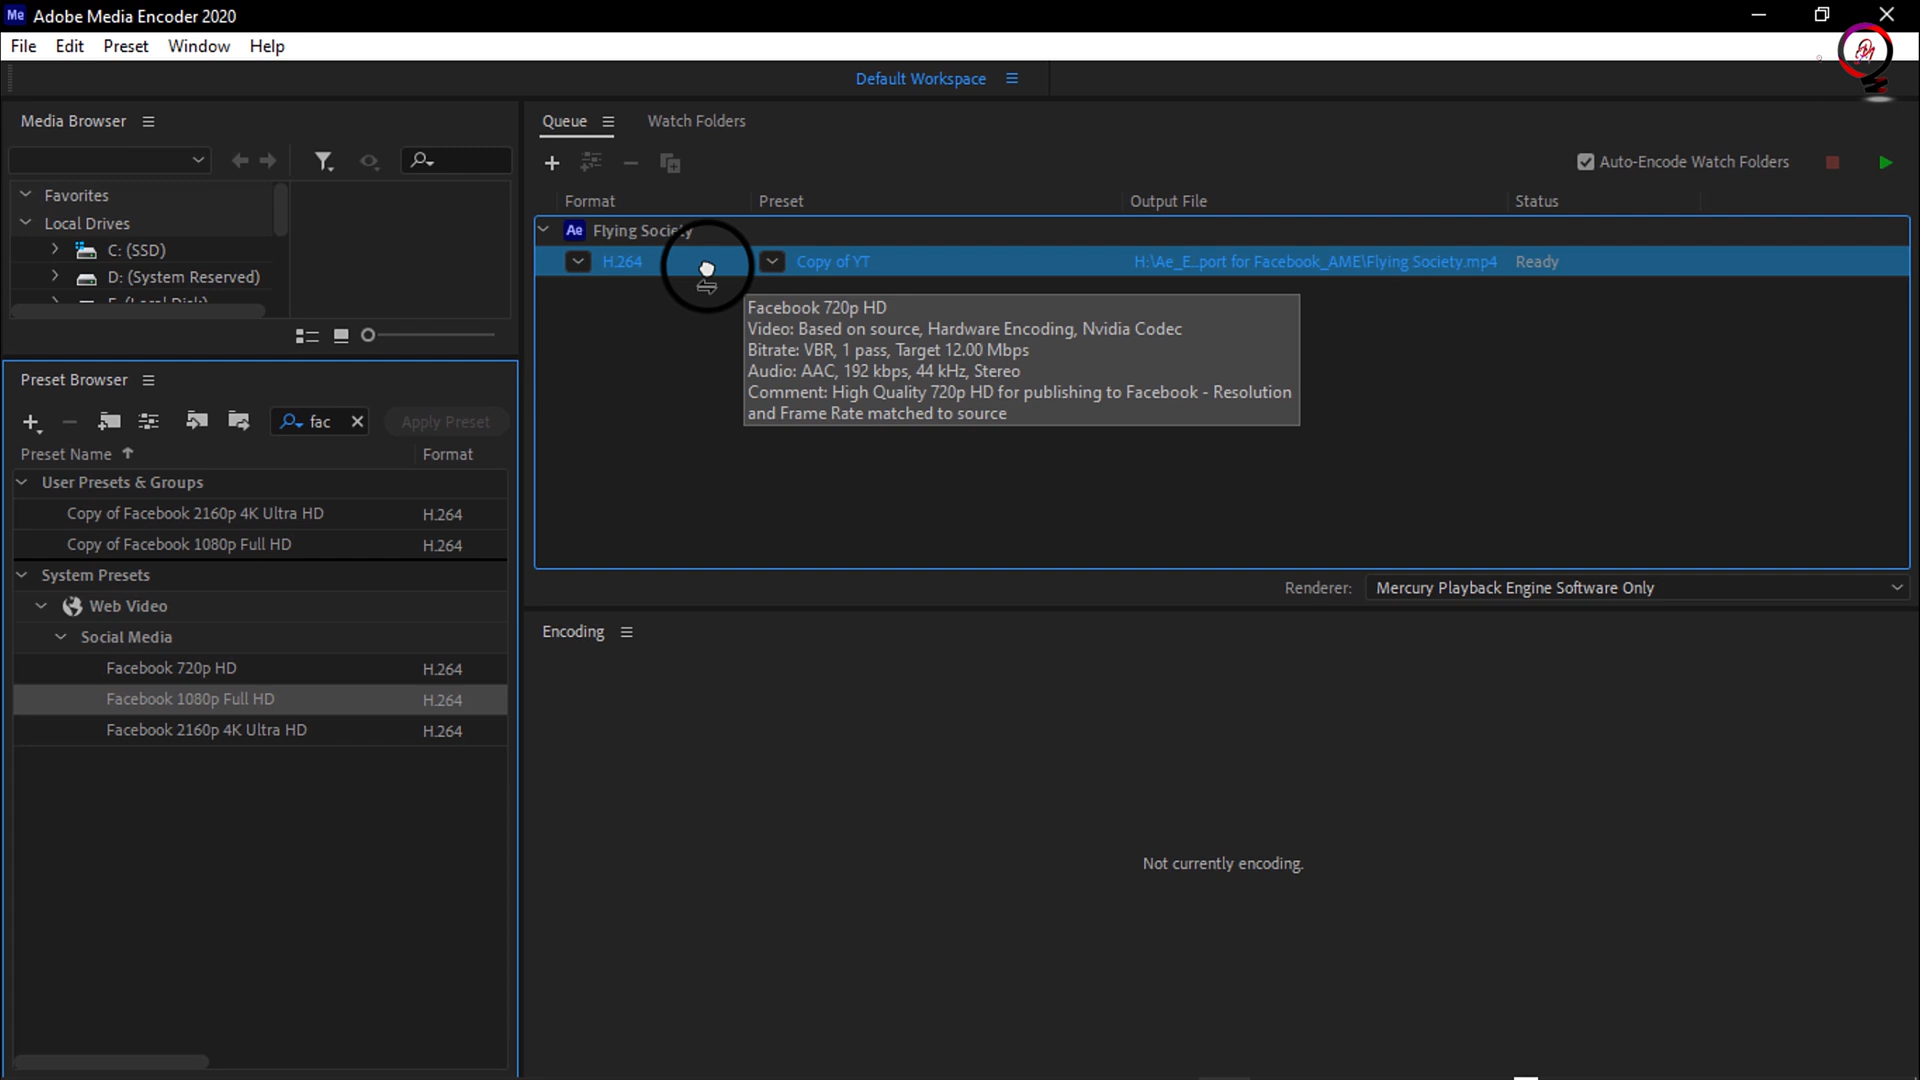 Me Adobe Media Encoder 2020
File Edit Preset Window Help
Default Workspace
Media Browser
Favorites
Local Drives
C: (SSD)
D: (System Reserved)
E: (Local Disk)
Queue Watch Folders
Auto-Encode Watch Folders
Format Preset Output File Status
Ae Flying Society
H.264 Copy of YT H:\Ae_E...port for Facebook_AME\Flying Society.mp4 Ready
Facebook 720p HD
Video: Based on source, Hardware Encoding, Nvidia Codec
Bitrate: VBR, 1 pass, Target 12.00 Mbps
Audio: AAC, 192 kbps, 44 kHz, Stereo
Comment: High Quality 720p HD for publishing to Facebook - Resolution
and Frame Rate matched to source
Renderer: Mercury Playback Engine Software Only
Preset Browser
fac Apply Preset
Preset Name Format
User Presets & Groups
Copy of Facebook 2160p 4K Ultra HD H.264
Copy of Facebook 1080p Full HD H.264
System Presets
Web Video
Social Media
Facebook 720p HD H.264
Facebook 1080p Full HD H.264
Facebook 2160p 4K Ultra HD H.264
Encoding
Not currently encoding.